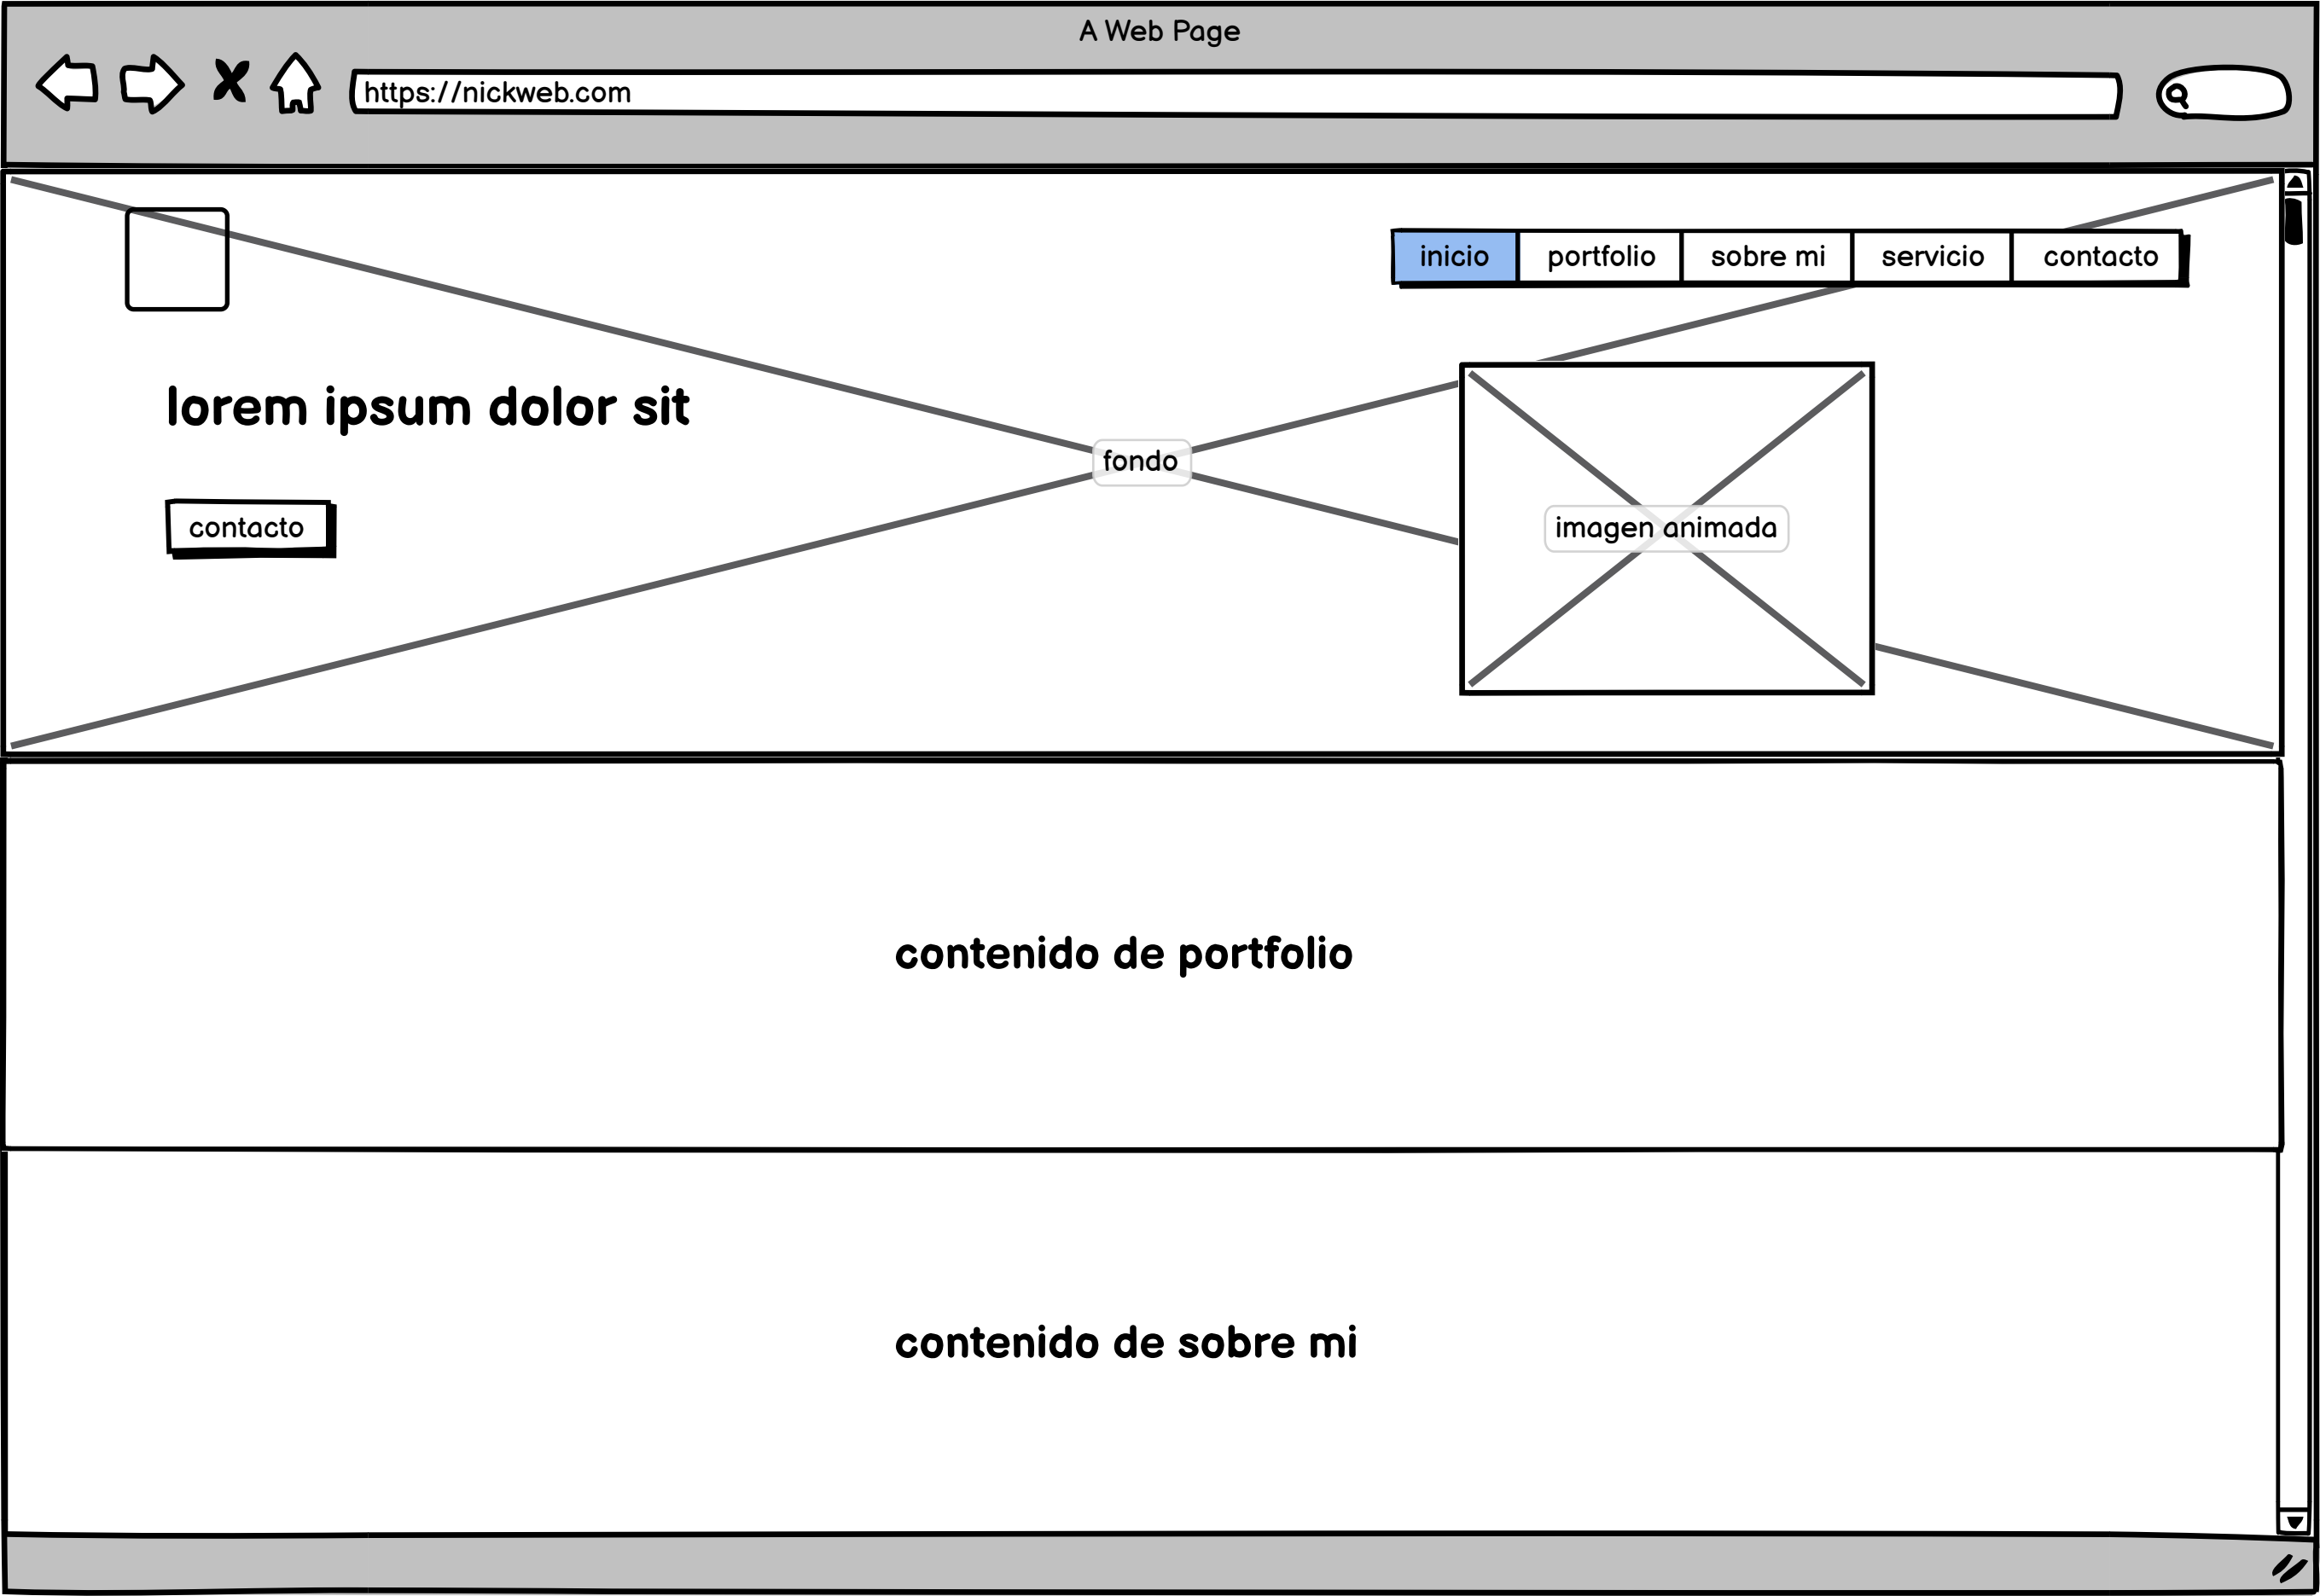 A Web Page
https://nickweb.com
inicio portfolio sobre mi servicio contacto
lorem ipsum dolor sit
fondo
contacto
imagen animada
contenido de portfolio
contenido de sobre mi